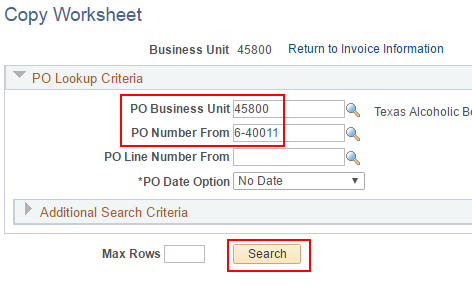 Copy Worksheet
Business Unit 45800 Return to Invoice Information
PO Lookup Criteria
PO Business Unit 45800 Texas Alcoholic Be
PO Number From 6-40011
PO Line Number From
*PO Date Option No Date
Additional Search Criteria
Max Rows Search